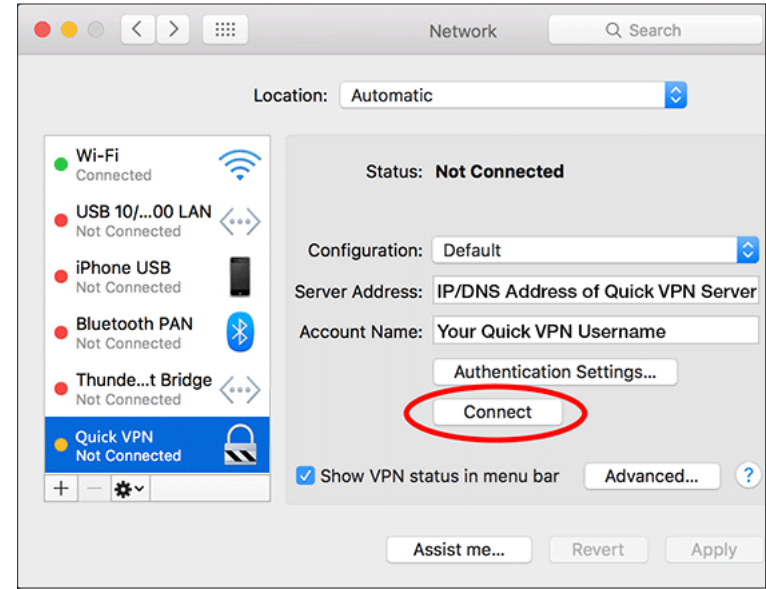 Network
Search
Location: Automatic
Wi-Fi
Connected
USB 10/...00 LAN
Not Connected
iPhone USB
Not Connected
Bluetooth PAN
Not Connected
Thunde...t Bridge
Not Connected
Quick VPN
Not Connected
Status: Not Connected
Configuration: Default
Server Address: IP/DNS Address of Quick VPN Server
Account Name: Your Quick VPN Username
Authentication Settings...
Connect
Show VPN status in menu bar
Advanced...
?
Assist me...
Revert
Apply